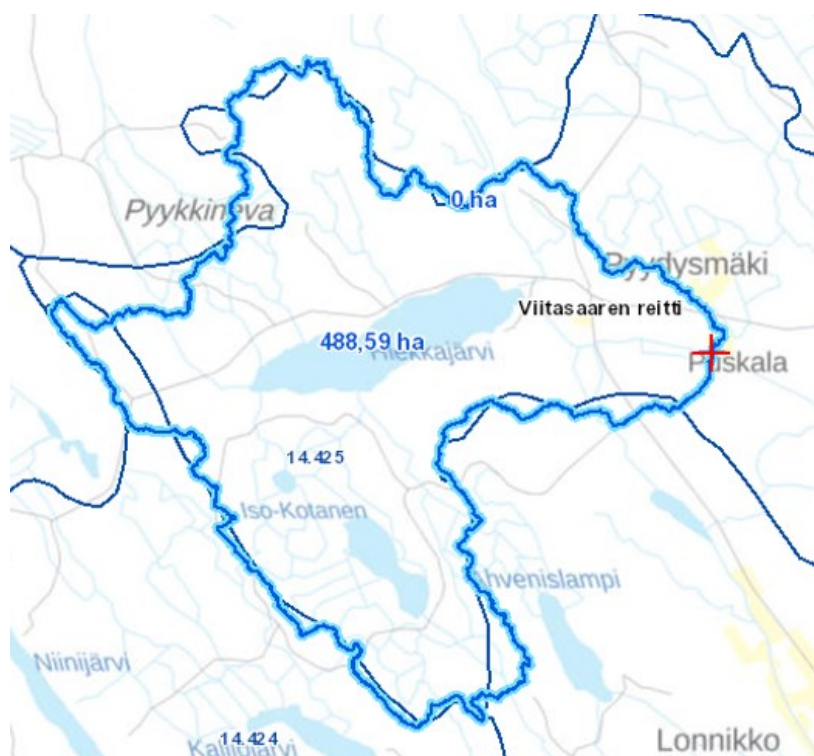 Pyykkineva
0 ha
Pyydysmäki
Viitasaaren reitti
488,59 ha
Hiekkajärvi
Puskala
14.425
Iso-Kotanen
Ahvenislampi
Niinijärvi
14.424
Lonnikko